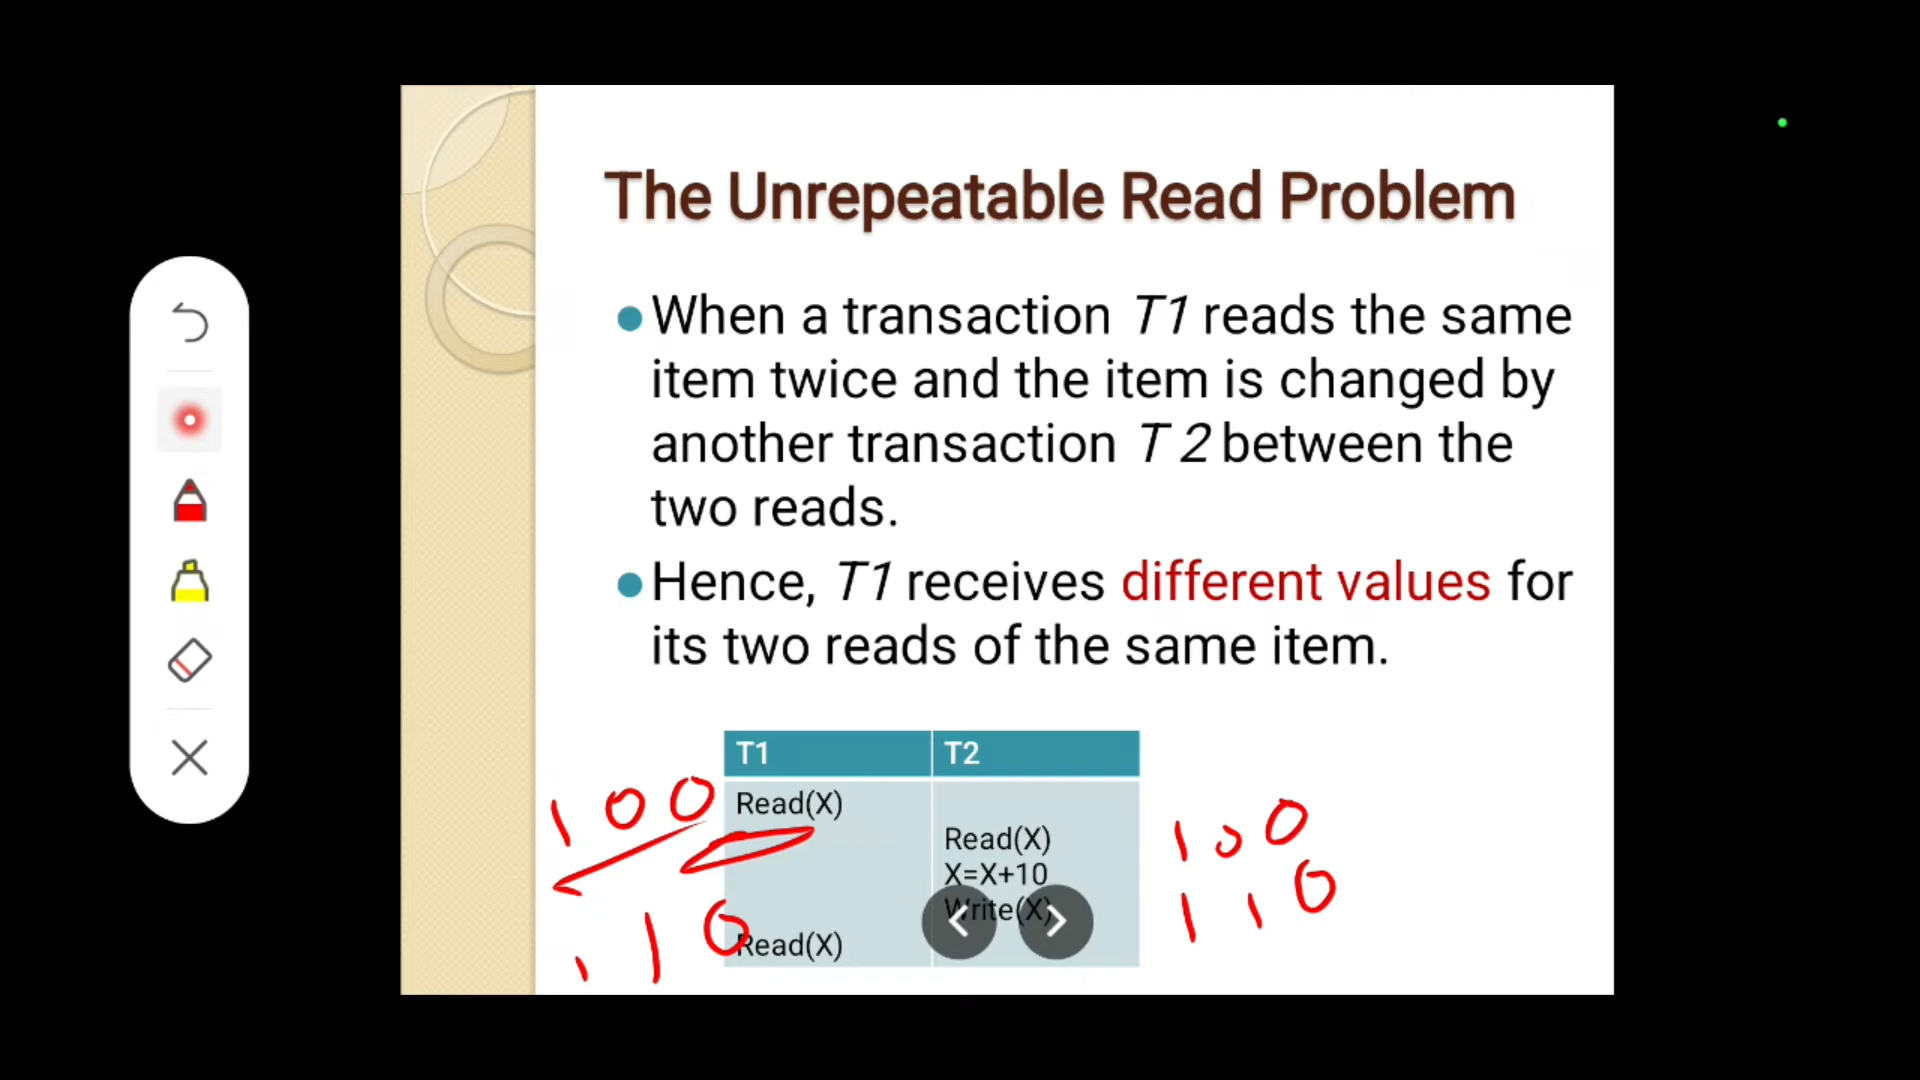 The Unrepeatable Read Problem
When a transaction T1 reads the same
item twice and the item is changed by
another transaction T 2 between the
two reads.
Hence, T1 receives different values for
its two reads of the same item.
T1 T2
100 Read(X)
Read(X) 100
X=X+10
Write(X) 110
110 Read(X)